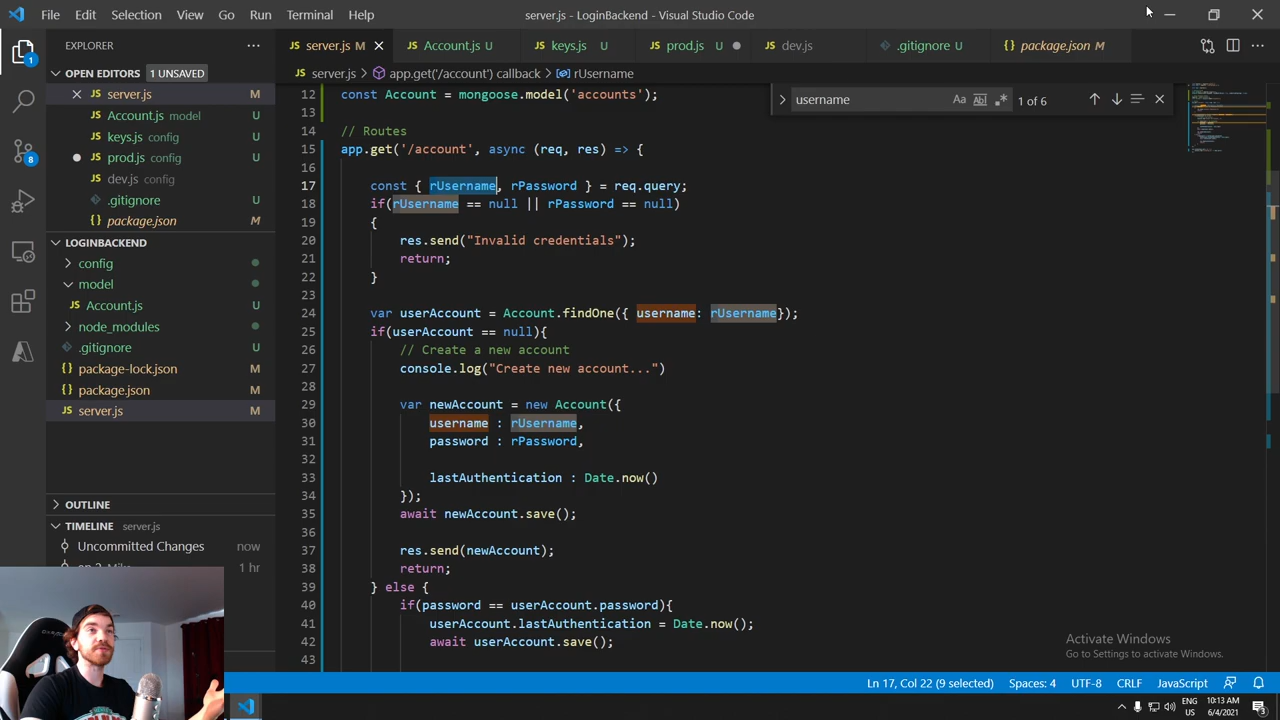 File Edit Selection View Go Run Terminal Help
server.js - LoginBackend - Visual Studio Code
EXPLORER
server.js M
Account.js U
keys.js U
prod.js U
dev.js
.gitignore U
package.json M
OPEN EDITORS 1 UNSAVED
server.js M
Account.js model U
keys.js config U
prod.js config U
dev.js config
.gitignore U
package.json M
LOGINBACKEND
config
model
Account.js U
node_modules
.gitignore U
package-lock.json M
package.json M
server.js M
OUTLINE
TIMELINE server.js
Uncommitted Changes now
1 hr
1
8
server.js > app.get('/account') callback > rUsername
username
Aa
1 of 6
12 const Account = mongoose.model('accounts');
13
14 // Routes
15 app.get('/account', async (req, res) => {
16
17 const { rUsername, rPassword } = req.query;
18 if(rUsername == null || rPassword == null)
19 {
20 res.send("Invalid credentials");
21 return;
22 }
23
24 var userAccount = Account.findOne({ username: rUsername});
25 if(userAccount == null){
26 // Create a new account
27 console.log("Create new account...")
28
29 var newAccount = new Account({
30 username : rUsername,
31 password : rPassword,
32
33 lastAuthentication : Date.now()
34 });
35 await newAccount.save();
36
37 res.send(newAccount);
38 return;
39 } else {
40 if(password == userAccount.password){
41 userAccount.lastAuthentication = Date.now();
42 await userAccount.save();
43
Activate Windows
Go to Settings to activate Windows.
Ln 17, Col 22 (9 selected) Spaces: 4 UTF-8 CRLF JavaScript
ENG
US
10:13 AM
6/4/2021
3